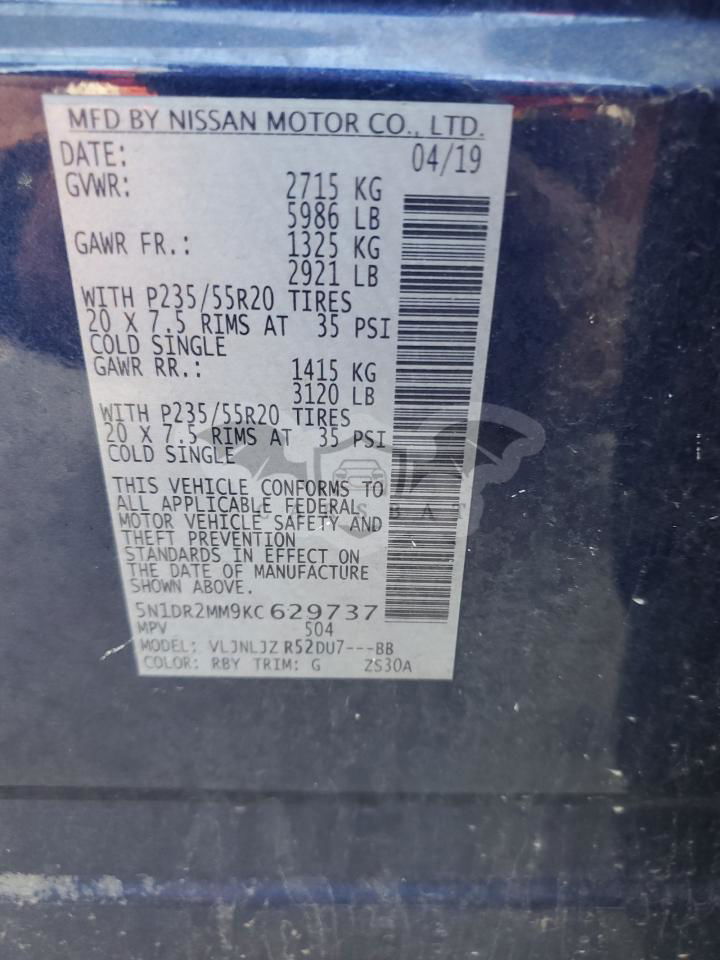 MFD BY NISSAN MOTOR CO., LTD.
DATE: 04/19
GVWR: 2715 KG
5986 LB
GAWR FR.: 1325 KG
2921 LB
WITH P235/55R20 TIRES
20 X 7.5 RIMS AT 35 PSI
COLD SINGLE
GAWR RR.: 1415 KG
3120 LB
WITH P235/55R20 TIRES
20 X 7.5 RIMS AT 35 PSI
COLD SINGLE
THIS VEHICLE CONFORMS TO
ALL APPLICABLE FEDERAL
MOTOR VEHICLE SAFETY AND
THEFT PREVENTION
STANDARDS IN EFFECT ON
THE DATE OF MANUFACTURE
SHOWN ABOVE.
5N1DR2MM9KC629737
MPV 504
MODEL: VLJNLJZ R52DU7---BB
COLOR: RBY TRIM: G ZS30A